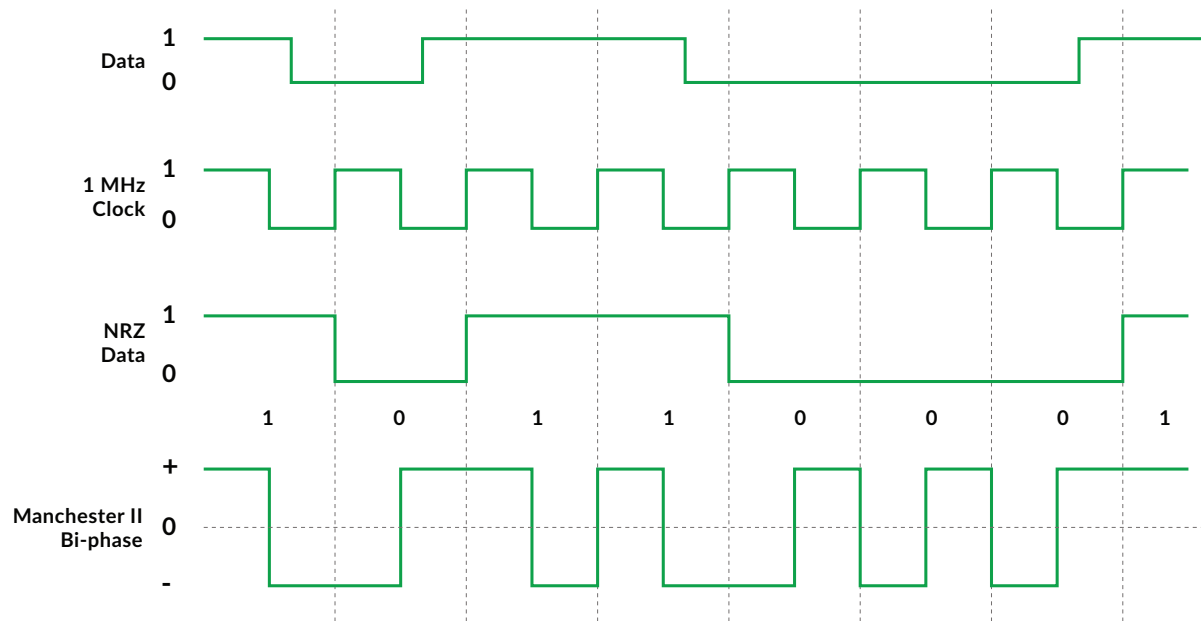 1
Data
0
1
1 MHz
Clock
0
1
NRZ
Data
0
1 0 1 1 0 0 0 1
+
Manchester II
0
Bi-phase
-